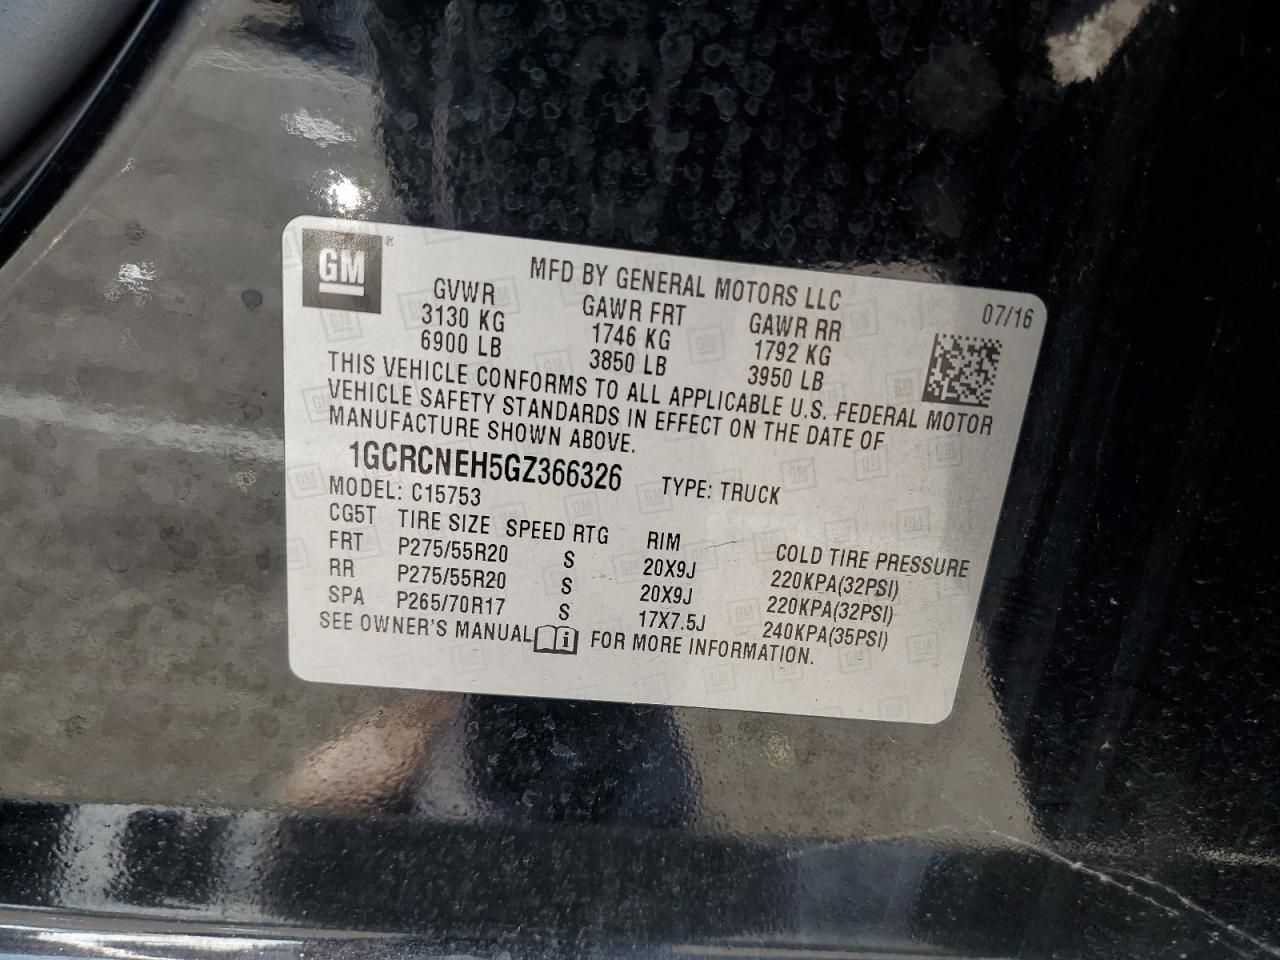 GM ®
MFD BY GENERAL MOTORS LLC
07/16
GVWR GAWR FRT GAWR RR
3130 KG 1746 KG 1792 KG
6900 LB 3850 LB 3950 LB
THIS VEHICLE CONFORMS TO ALL APPLICABLE U.S. FEDERAL MOTOR
VEHICLE SAFETY STANDARDS IN EFFECT ON THE DATE OF
MANUFACTURE SHOWN ABOVE.
1GCRCNEH5GZ366326 TYPE: TRUCK
MODEL: C15753
CG5T TIRE SIZE SPEED RTG RIM COLD TIRE PRESSURE
FRT P275/55R20 S 20X9J 220KPA(32PSI)
RR P275/55R20 S 20X9J 220KPA(32PSI)
SPA P265/70R17 S 17X7.5J 240KPA(35PSI)
SEE OWNER'S MANUAL i FOR MORE INFORMATION.